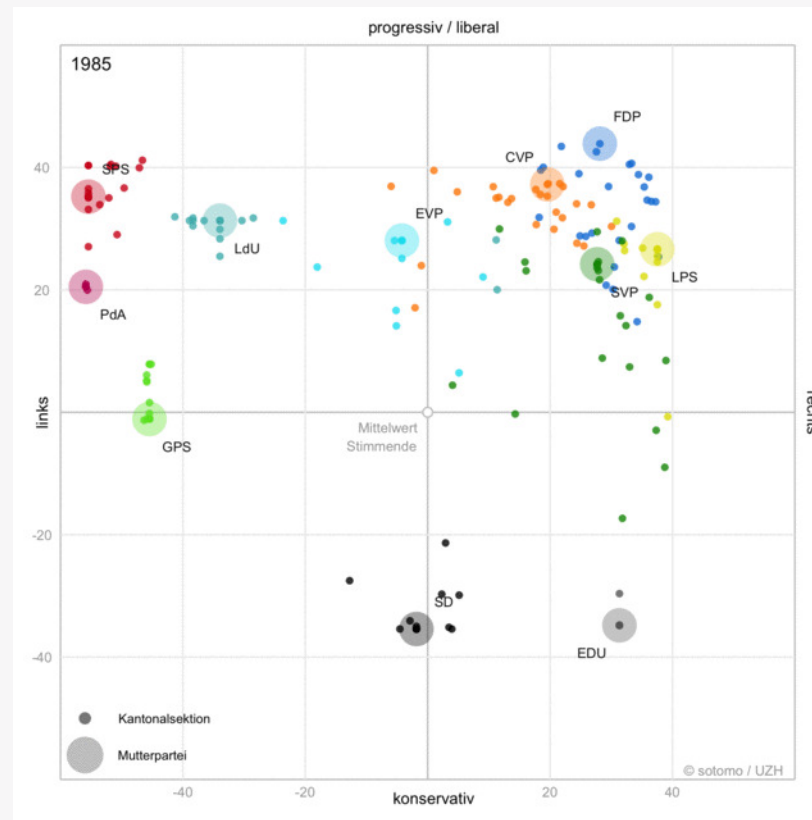 progressiv / liberal
1985
FDP
CVP
40
SPS
EVP
LdU
LPS
SVP
20
PdA
links
rechts
Mittelwert
Stimmende
GPS
-20
SD
-40
EDU
Kantonalsektion
Mutterpartei
© sotomo / UZH
-40
-20
20
40
konservativ